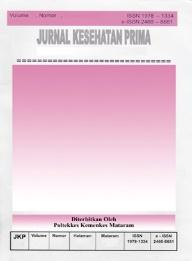 Volume , Nomor , ISSN 1978 – 1334
e-ISSN 2460 – 8661
JURNAL KESEHATAN PRIMA
Diterbitkan Oleh
Poltekkes Kemenkes Mataram
JKP Volume Nomor Halaman Mataram ISSN 1978-1334 e - ISSN 2460-8661